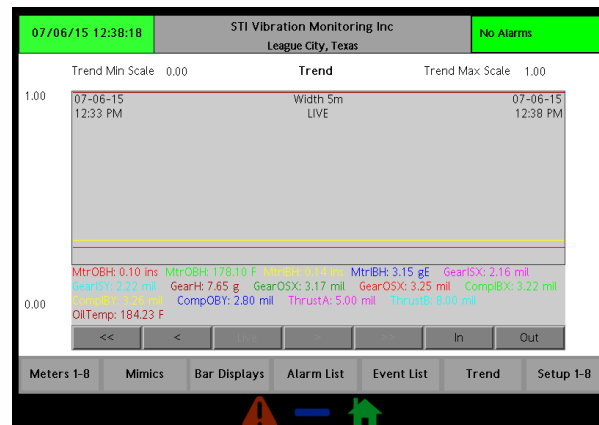 07/06/15 12:38:18
STI Vibration Monitoring Inc
League City, Texas
No Alarms
Trend Min Scale 0.00 Trend Trend Max Scale 1.00
1.00
07-06-15 Width 5m 07-06-15
12:33 PM LIVE 12:38 PM
MtrOBH: 0.10 ins MtrOBH: 178.10 F MtrIBH: 0.14 ins MtrIBH: 3.15 gE GearISX: 2.16 mil
GearISY: 2.22 mil GearH: 7.65 g GearOSX: 3.17 mil GearOSX: 3.25 mil CompIBX: 3.22 mil
0.00 CompIBY: 3.26 mil CompOBY: 2.80 mil ThrustA: 5.00 mil ThrustB: 8.00 mil
OilTemp: 184.23 F
<< < Live > >> In Out
Meters 1-8 Mimics Bar Displays Alarm List Event List Trend Setup 1-8